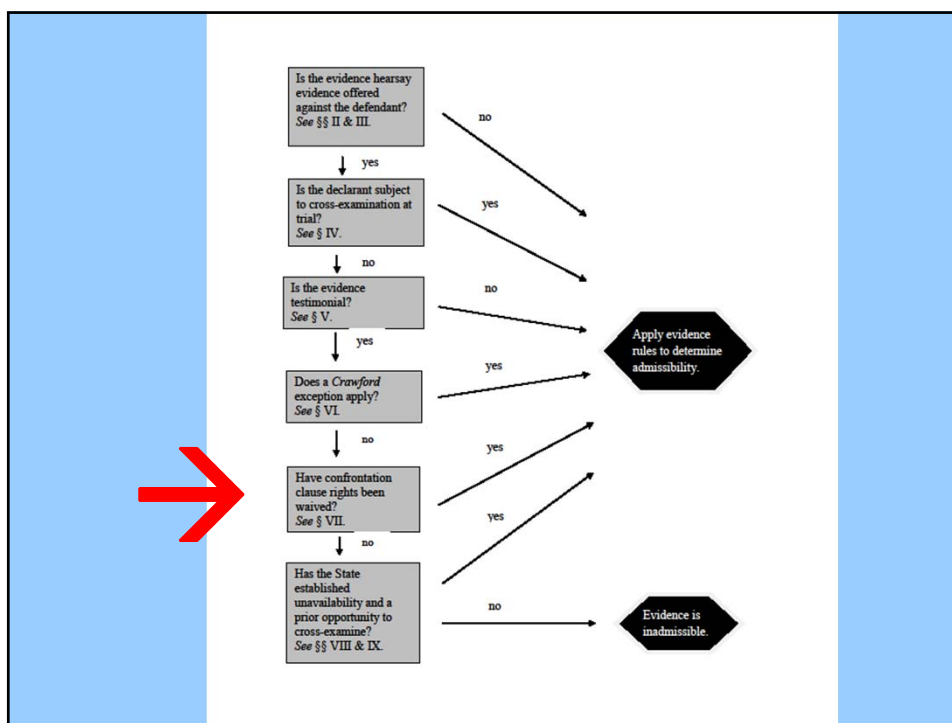 Is the evidence hearsay
evidence offered
against the defendant?
See §§ II & III.
no
yes
Is the declarant subject
to cross-examination at
trial?
See § IV.
yes
no
Is the evidence
testimonial?
See § V.
no
yes
Apply evidence
rules to determine
admissibility.
Does a Crawford
exception apply?
See § VI.
yes
no
Have confrontation
clause rights been
waived?
See § VII.
yes
no
Has the State
established
unavailability and a
prior opportunity to
cross-examine?
See §§ VIII & IX.
yes
no
Evidence is
inadmissible.